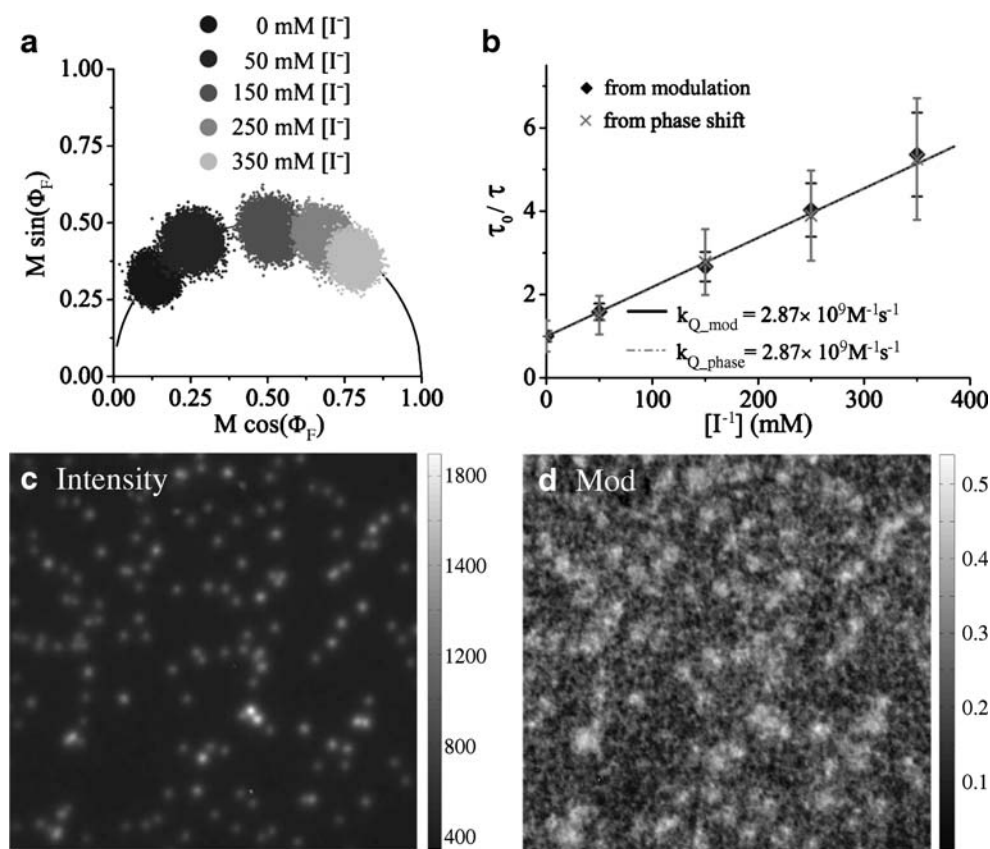 a
0 mM [I⁻]
50 mM [I⁻]
150 mM [I⁻]
250 mM [I⁻]
350 mM [I⁻]
1.00
0.75
0.50
0.25
0.00
M sin(Φ_F)
0.00 0.25 0.50 0.75 1.00
M cos(Φ_F)
b
from modulation
from phase shift
6
4
2
0
τ⁰/τ
k_Q_mod = 2.87× 10⁹M⁻¹s⁻¹
k_Q_phase = 2.87× 10⁹M⁻¹s⁻¹
0 100 200 300 400
[I⁻¹] (mM)
c Intensity
1800
1400
1200
800
400
d Mod
0.5
0.4
0.3
0.2
0.1